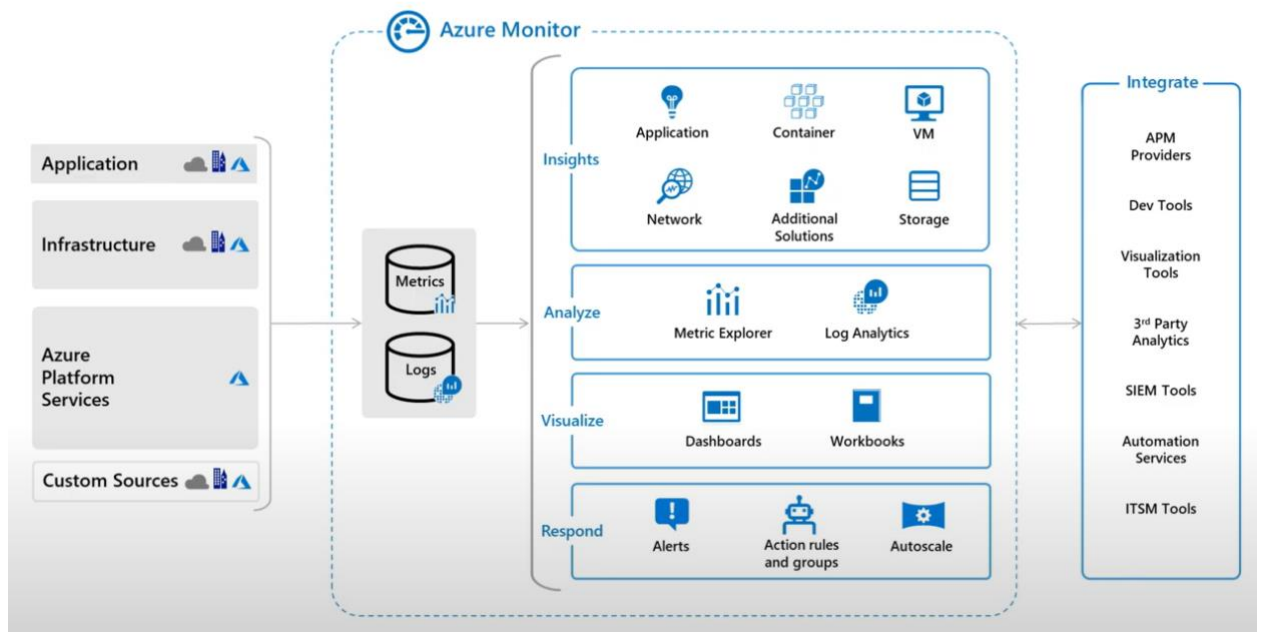 Azure Monitor
Application
Infrastructure
Azure
Platform
Services
Custom Sources
Metrics
Logs
Insights
Application
Container
VM
Network
Additional
Solutions
Storage
Analyze
Metric Explorer
Log Analytics
Visualize
Dashboards
Workbooks
Respond
Alerts
Action rules
and groups
Autoscale
Integrate
APM
Providers
Dev Tools
Visualization
Tools
3rd Party
Analytics
SIEM Tools
Automation
Services
ITSM Tools